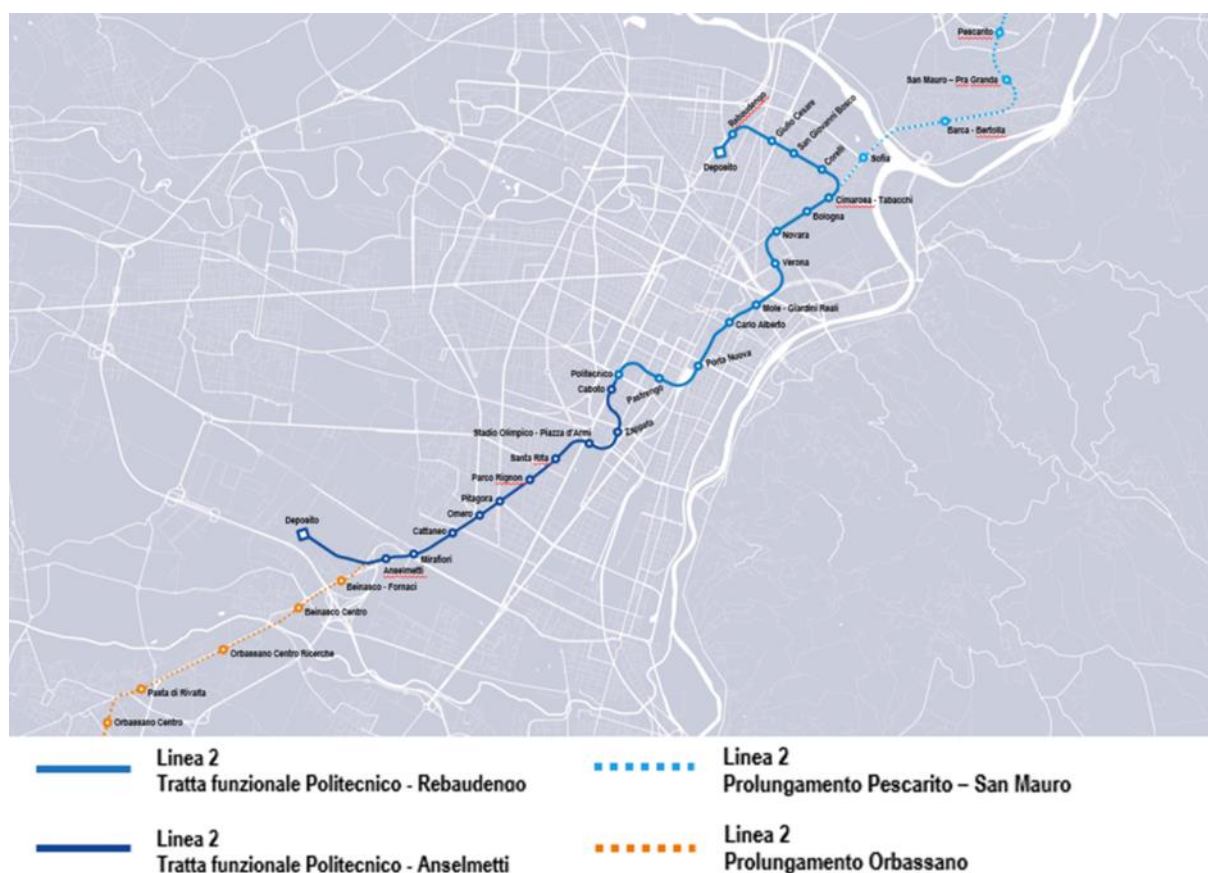 Pescarito
San Mauro – Pra Granda
Barca - Bertolla
Sofia
Rebaudengo
Giulio Cesare
San Giovanni Bosco
Corelli
Deposito
Cimarosa - Tabacchi
Bologna
Novara
Verona
Mole - Giardini Reali
Carlo Alberto
Porta Nuova
Politecnico
Pastrengo
Caboto
Zappata
Stadio Olimpico - Piazza d'Armi
Santa Rita
Parco Rignon
Pitagora
Omero
Cattaneo
Deposito
Mirafiori
Anselmetti
Beinasco - Fornaci
Beinasco Centro
Orbassano Centro Ricerche
Pasta di Rivalta
Orbassano Centro
Linea 2
Tratta funzionale Politecnico - Rebaudengo
Linea 2
Prolungamento Pescarito – San Mauro
Linea 2
Tratta funzionale Politecnico - Anselmetti
Linea 2
Prolungamento Orbassano